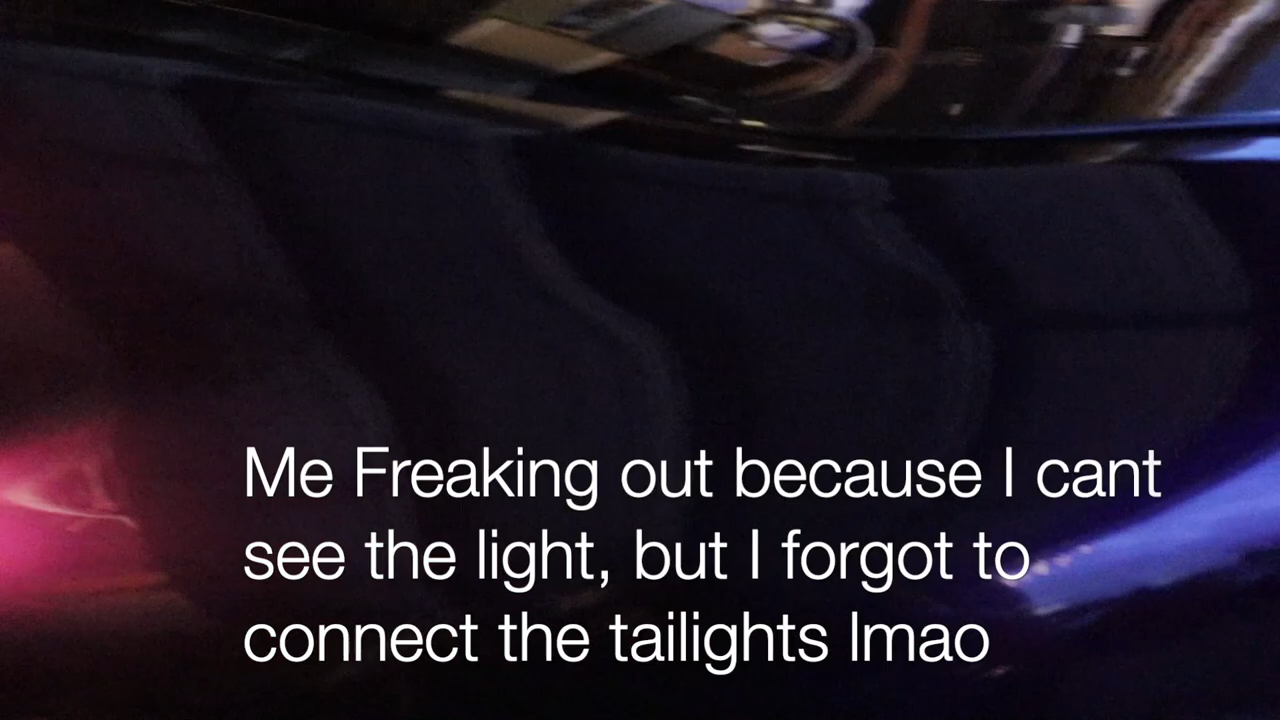 Me Freaking out because I cant
see the light, but I forgot to
connect the tailights lmao